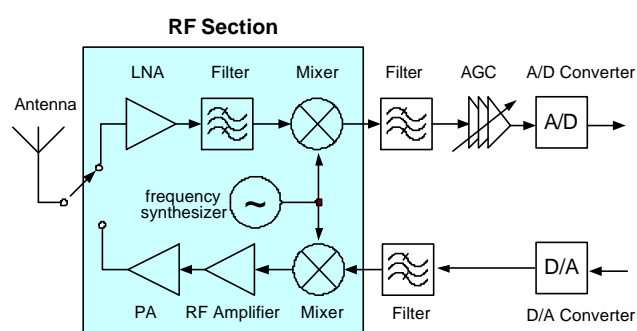 RF Section
LNA
Filter
Mixer
Filter
AGC
A/D Converter
Antenna
A/D
frequency
synthesizer
~
D/A
PA
RF Amplifier
Mixer
Filter
D/A Converter